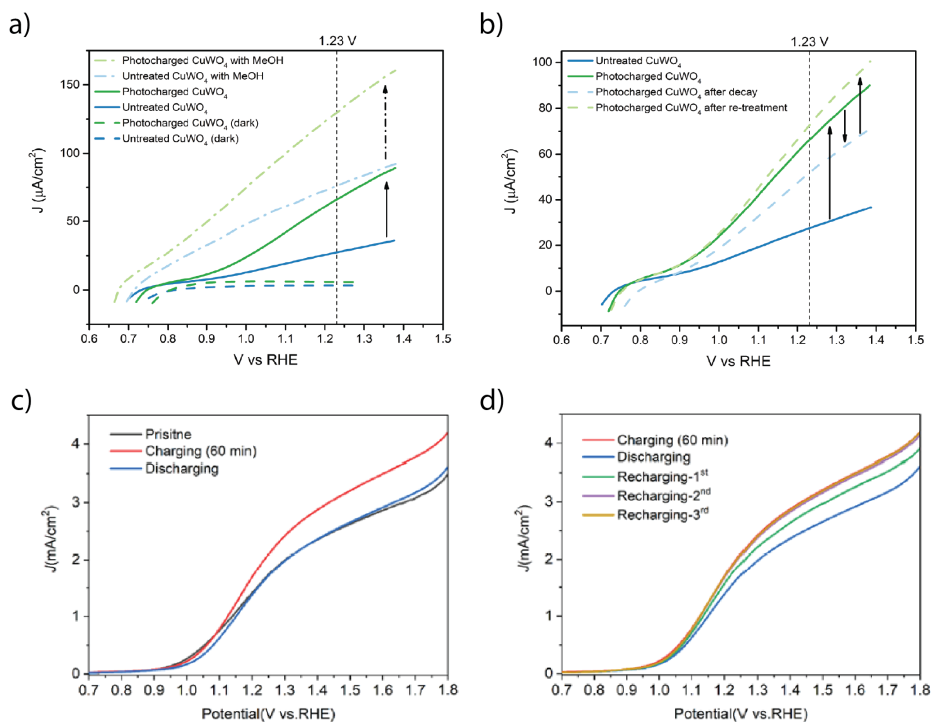 a)
1.23 V
Photocharged CuWO4 with MeOH
Untreated CuWO4 with MeOH
Photocharged CuWO4
Untreated CuWO4
Photocharged CuWO4 (dark)
Untreated CuWO4 (dark)
J (µA/cm²)
150
100
50
0
0.6 0.7 0.8 0.9 1.0 1.1 1.2 1.3 1.4 1.5
V vs RHE
b)
1.23 V
Untreated CuWO4
Photocharged CuWO4
Photocharged CuWO4 after decay
Photocharged CuWO4 after re-treatment
J (µA/cm²)
100
80
60
40
20
0
0.6 0.7 0.8 0.9 1.0 1.1 1.2 1.3 1.4 1.5
V vs RHE
c)
Prisitne
Charging (60 min)
Discharging
J(mA/cm²)
4
3
2
1
0
0.7 0.8 0.9 1.0 1.1 1.2 1.3 1.4 1.5 1.6 1.7 1.8
Potential(V vs.RHE)
d)
Charging (60 min)
Discharging
Recharging-1st
Recharging-2nd
Recharging-3rd
J(mA/cm²)
4
3
2
1
0
0.7 0.8 0.9 1.0 1.1 1.2 1.3 1.4 1.5 1.6 1.7 1.8
Potential(V vs.RHE)